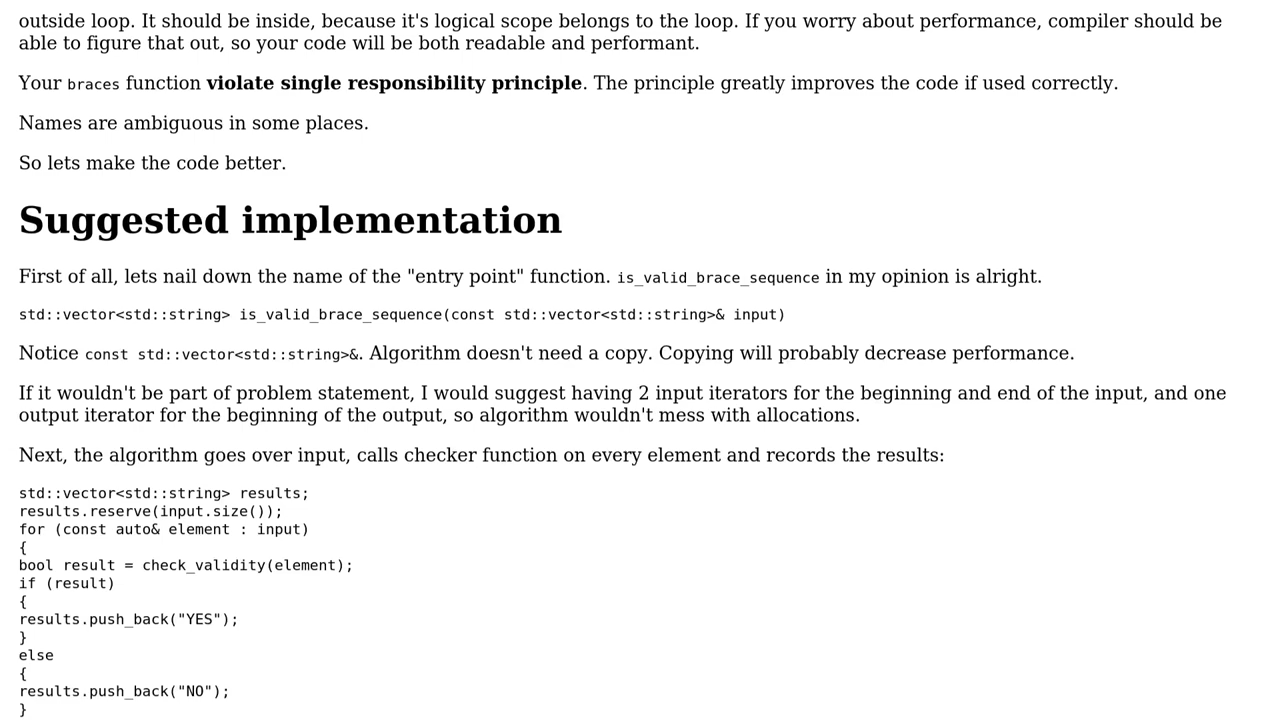 outside loop. It should be inside, because it's logical scope belongs to the loop. If you worry about performance, compiler should be
able to figure that out, so your code will be both readable and performant.
Your braces function violate single responsibility principle. The principle greatly improves the code if used correctly.
Names are ambiguous in some places.
So lets make the code better.
Suggested implementation
First of all, lets nail down the name of the "entry point" function. is_valid_brace_sequence in my opinion is alright.
std::vector<std::string> is_valid_brace_sequence(const std::vector<std::string>& input)
Notice const std::vector<std::string>&. Algorithm doesn't need a copy. Copying will probably decrease performance.
If it wouldn't be part of problem statement, I would suggest having 2 input iterators for the beginning and end of the input, and one
output iterator for the beginning of the output, so algorithm wouldn't mess with allocations.
Next, the algorithm goes over input, calls checker function on every element and records the results:
std::vector<std::string> results;
results.reserve(input.size());
for (const auto& element : input)
{
bool result = check_validity(element);
if (result)
{
results.push_back("YES");
}
else
{
results.push_back("NO");
}